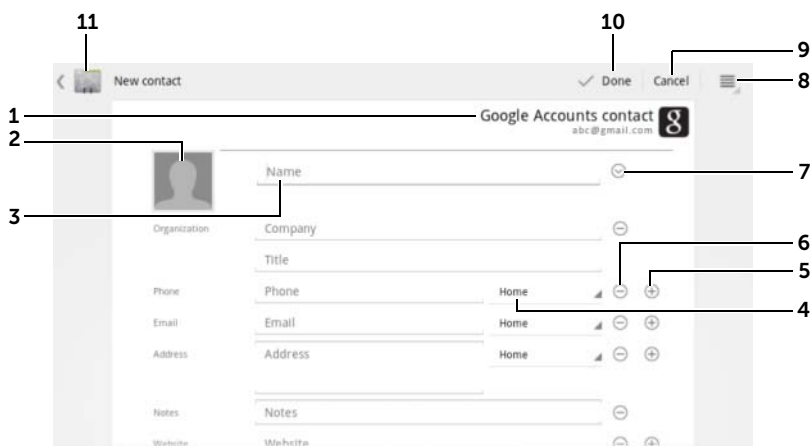 11 10
9
New contact Done Cancel 8
1 Google Accounts contact g
abc@gmail.com
2
Name 7
3
Organization Company
6
Title
5
Phone Phone Home
4
Email Email Home
Address Address Home
Notes Notes
Website Website